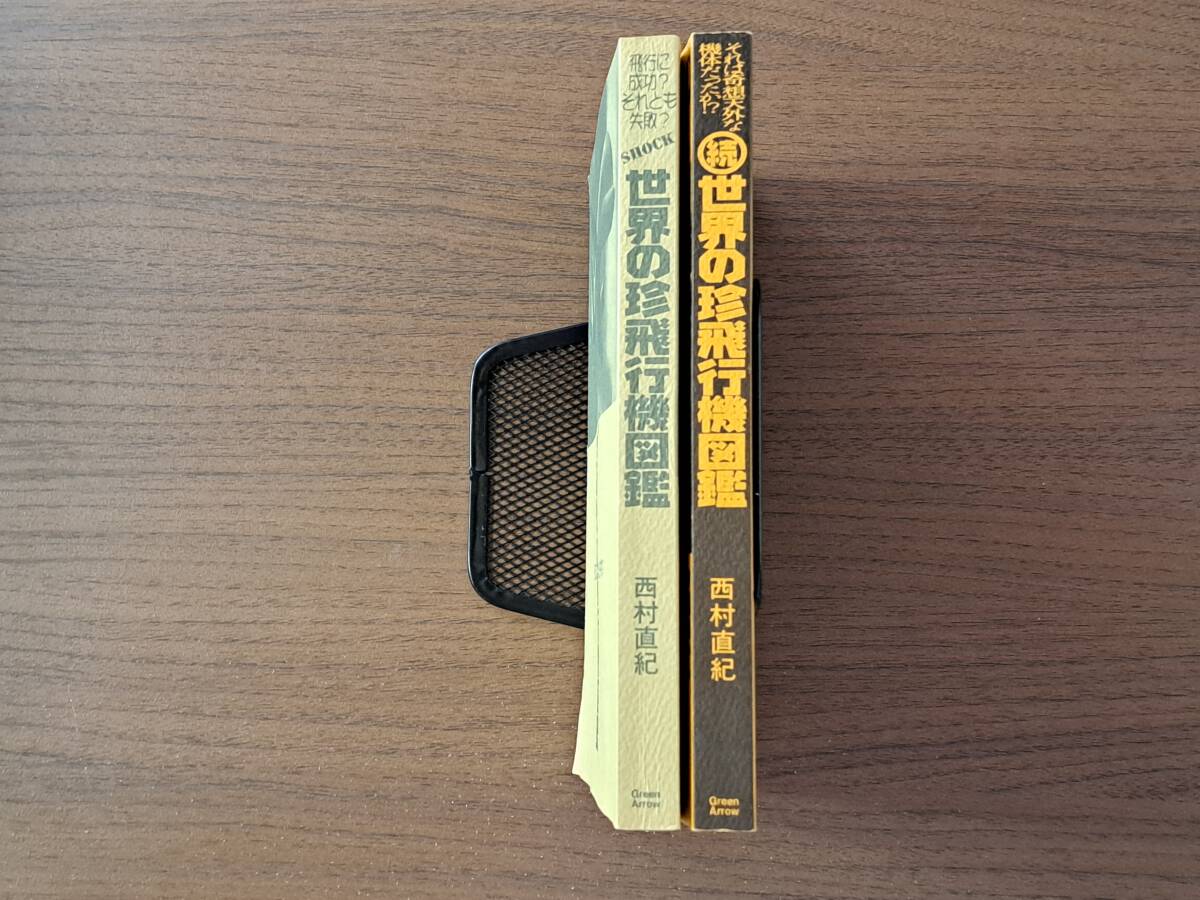 飛行に
成功?
それとも
失敗?
SHOCK
世界の珍飛行機図鑑
西村直紀
Green
Arrow
それは奇想天外な
機体だったか!?
続
世界の珍飛行機図鑑
西村直紀
Green
Arrow